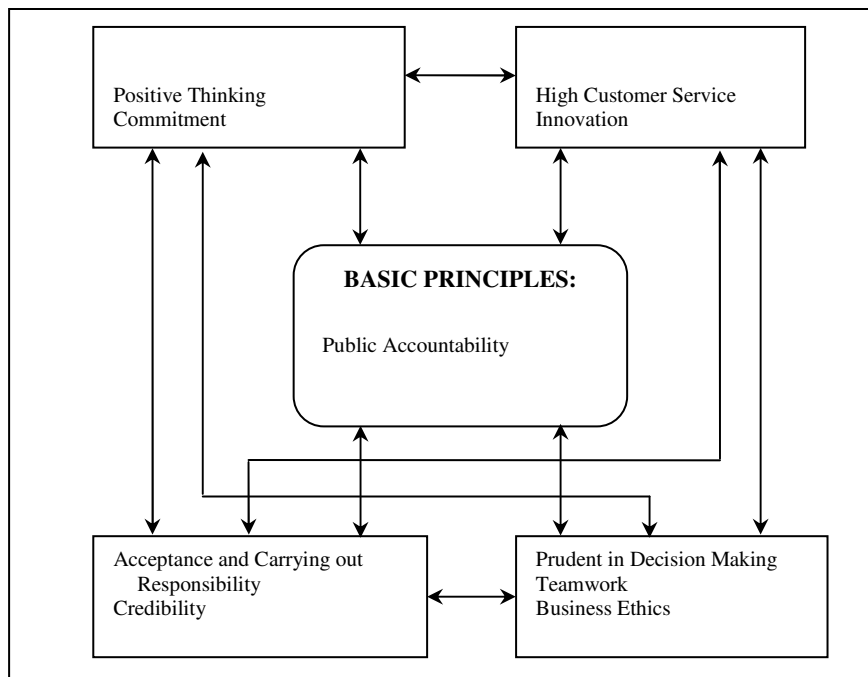 Positive Thinking
Commitment
High Customer Service
Innovation
BASIC PRINCIPLES:
Public Accountability
Acceptance and Carrying out
Responsibility
Credibility
Prudent in Decision Making
Teamwork
Business Ethics